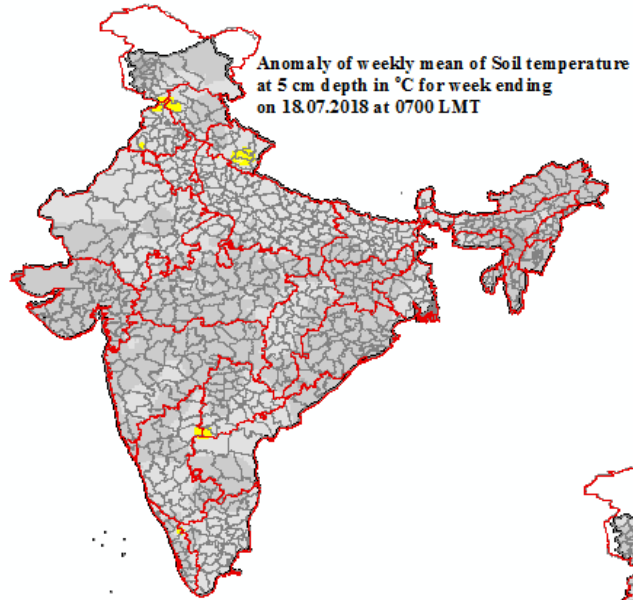 Anomaly of weekly mean of Soil temperature
at 5 cm depth in °C for week ending
on 18.07.2018 at 0700 LMT